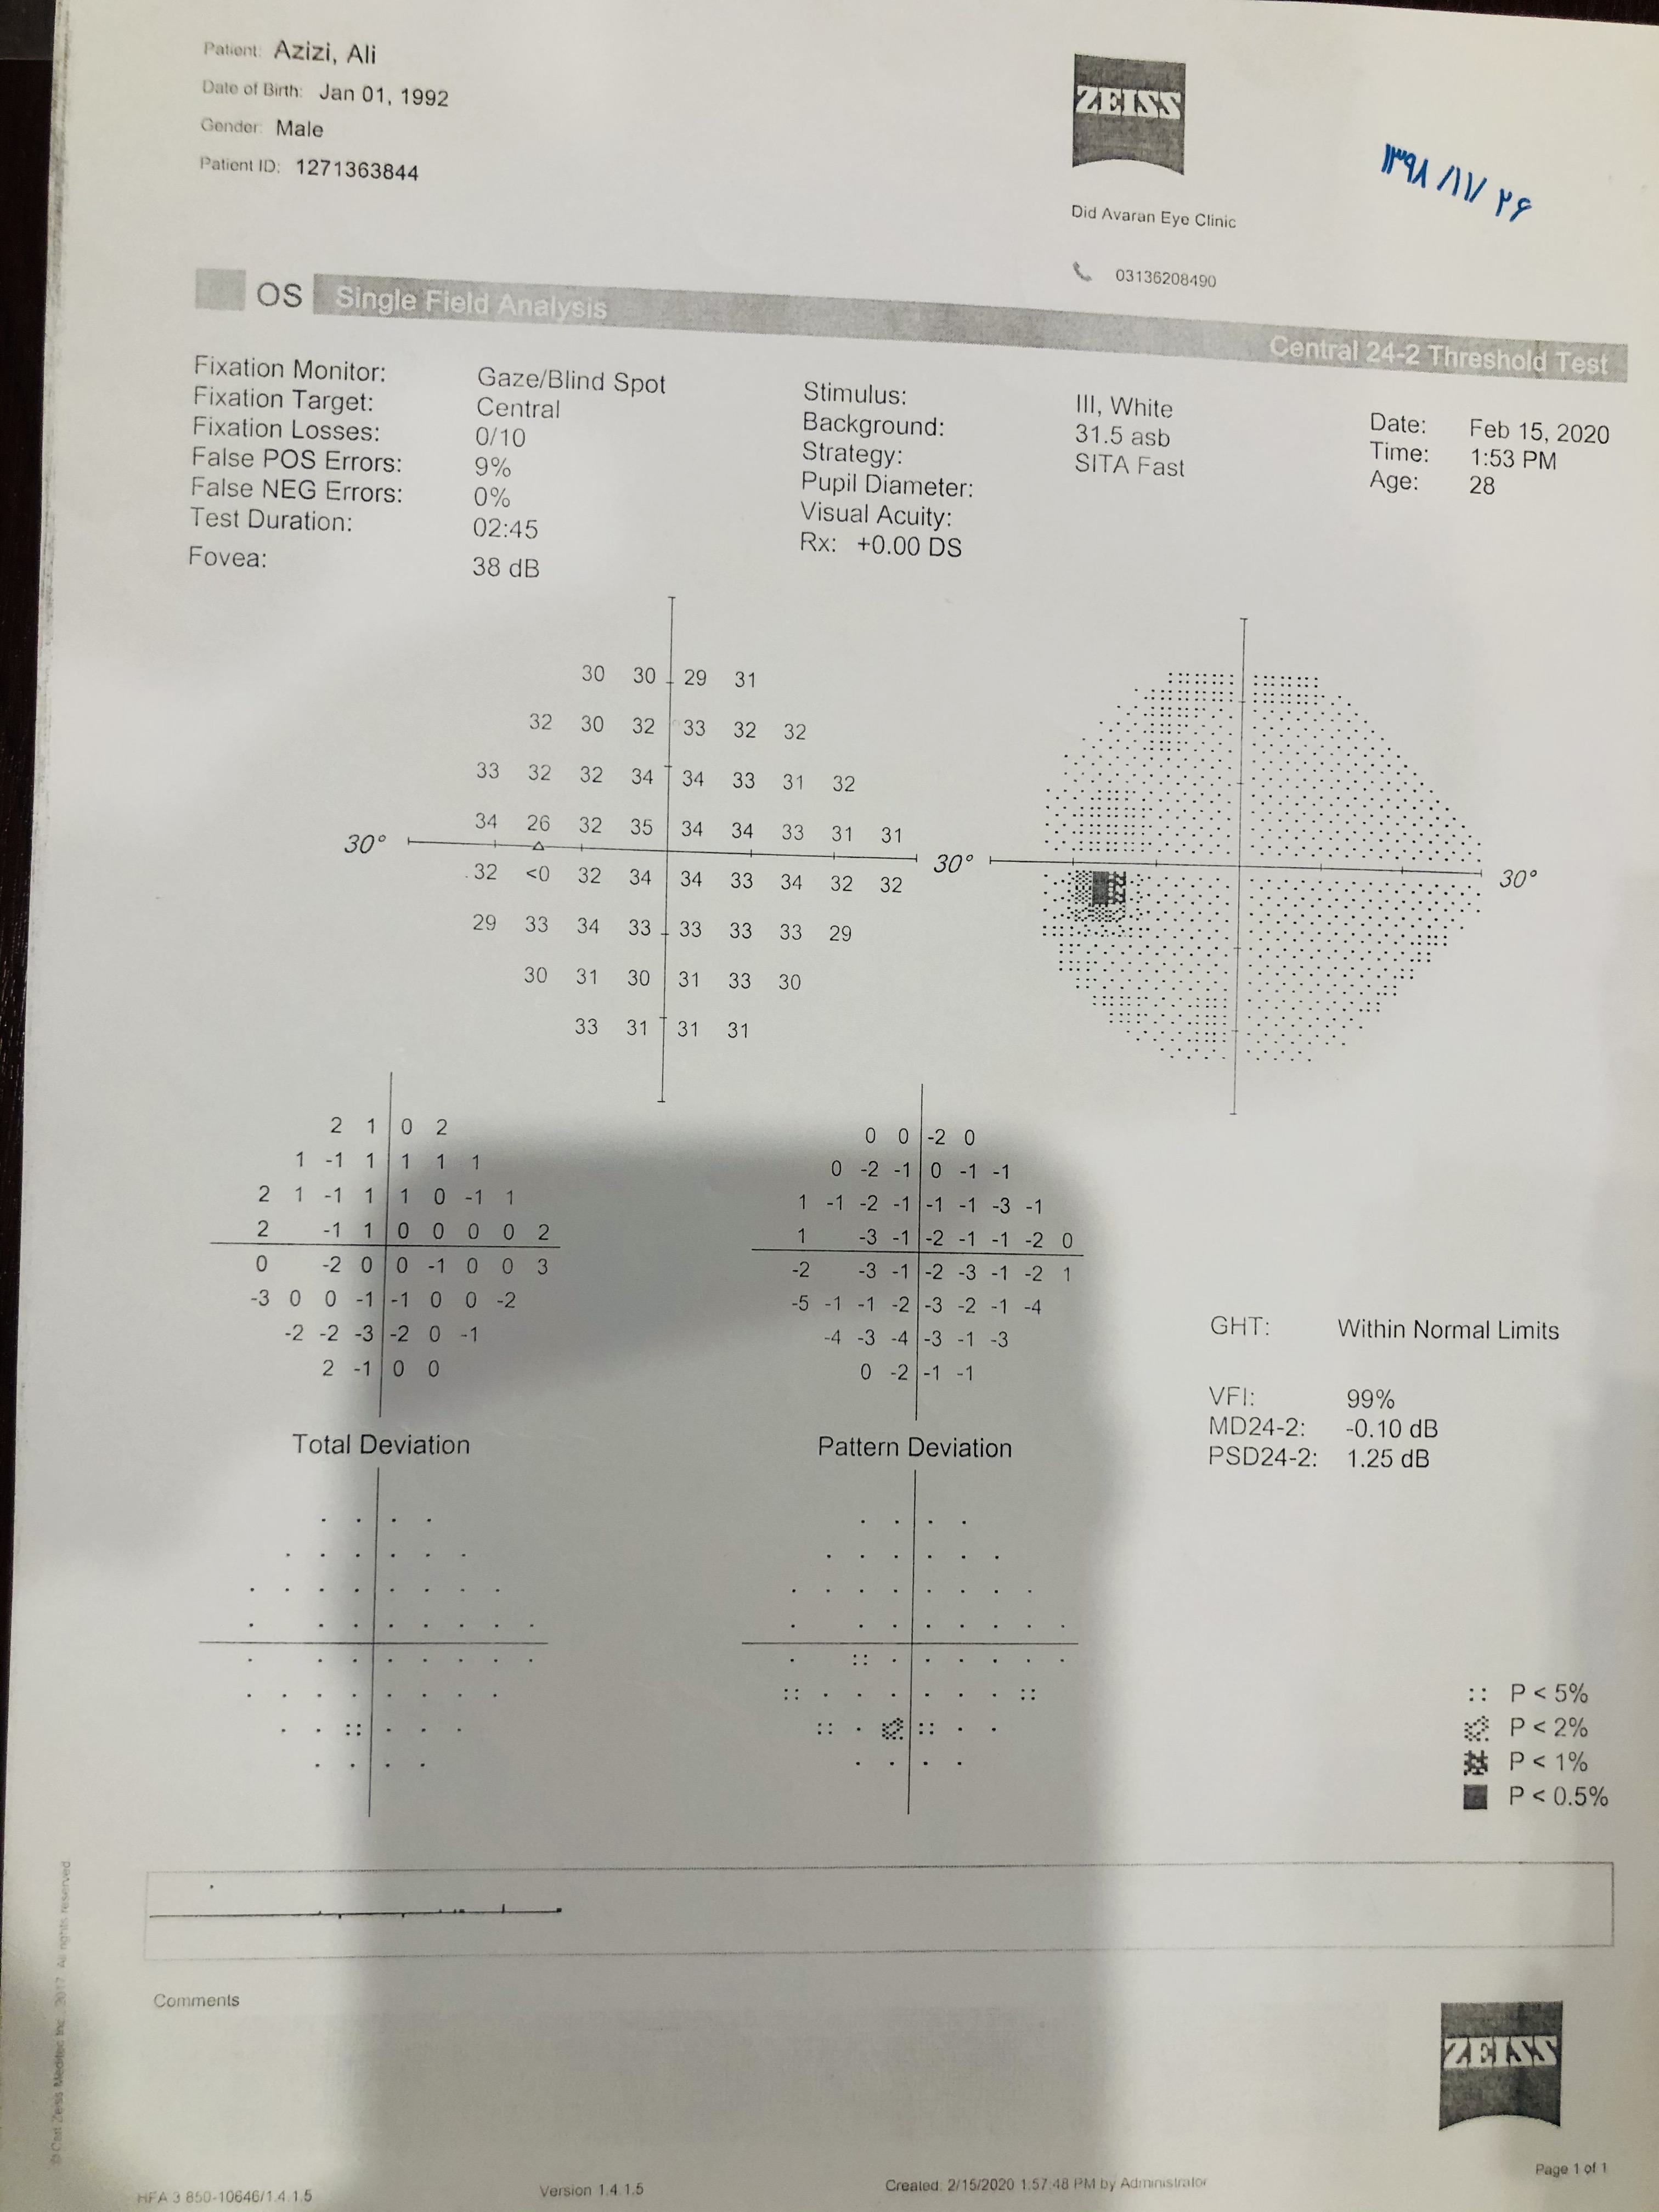 Patient: Azizi, Ali
Date of Birth: Jan 01, 1992
Gender: Male
Patient ID: 1271363844
ZEISS
Did Avaran Eye Clinic
03136208490
۱۳۹۸/۱۱/۲۶
OS Single Field Analysis
Central 24-2 Threshold Test
Fixation Monitor: Gaze/Blind Spot
Fixation Target: Central
Fixation Losses: 0/10
False POS Errors: 9%
False NEG Errors: 0%
Test Duration: 02:45
Fovea: 38 dB
Stimulus: III, White
Background: 31.5 asb
Strategy: SITA Fast
Pupil Diameter:
Visual Acuity:
Rx: +0.00 DS
Date: Feb 15, 2020
Time: 1:53 PM
Age: 28
30 30 29 31
32 30 32 33 32 32
33 32 32 34 34 33 31 32
34 26 32 35 34 34 33 31 31
30° 30°
32 <0 32 34 34 33 34 32 32
29 33 34 33 33 33 33 29
30 31 30 31 33 30
33 31 31 31
30°
2 1 0 2
1 -1 1 1 1 1
2 1 -1 1 1 0 -1 1
2 -1 1 0 0 0 0 2
0 -2 0 0 -1 0 0 3
-3 0 0 -1 -1 0 0 -2
-2 -2 -3 -2 0 -1
2 -1 0 0
Total Deviation
0 0 -2 0
0 -2 -1 0 -1 -1
1 -1 -2 -1 -1 -1 -3 -1
1 -3 -1 -2 -1 -1 -2 0
-2 -3 -1 -2 -3 -1 -2 1
-5 -1 -1 -2 -3 -2 -1 -4
-4 -3 -4 -3 -1 -3
0 -2 -1 -1
Pattern Deviation
GHT: Within Normal Limits
VFI: 99%
MD24-2: -0.10 dB
PSD24-2: 1.25 dB
P < 5%
P < 2%
P < 1%
P < 0.5%
Comments
ZEISS
© Carl Zeiss Meditec Inc. 2017 All rights reserved
HFA 3 850-10646/1.4.1.5
Version 1.4.1.5
Created: 2/15/2020 1:57:48 PM by Administrator
Page 1 of 1